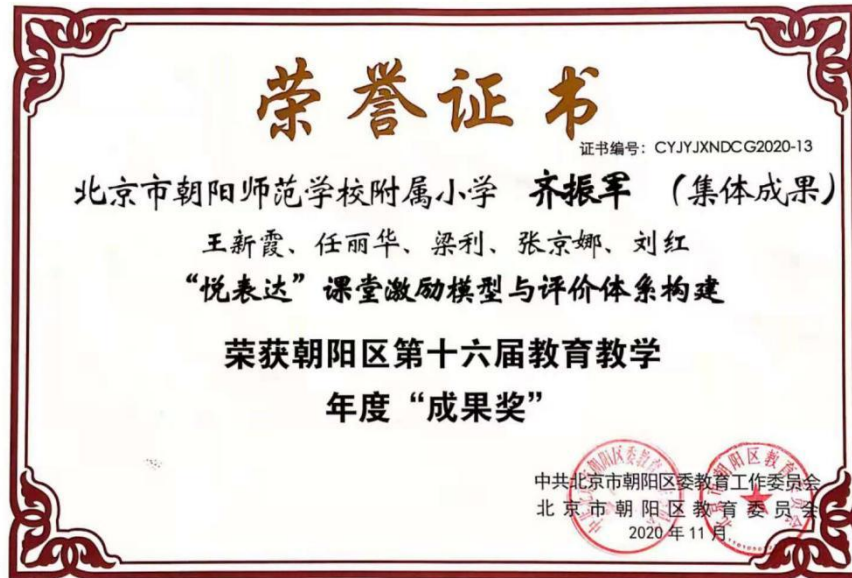 荣誉证书
证书编号：CYJYJXNDCG2020-13
北京市朝阳师范学校附属小学 齐振军 （集体成果）
王新霞、任丽华、梁利、张京娜、刘红
“悦表达”课堂激励模型与评价体系构建
荣获朝阳区第十六届教育教学
年度“成果奖”
中共北京市朝阳区委教育工作委员会
北京市朝阳区教育委员会
2020年11月